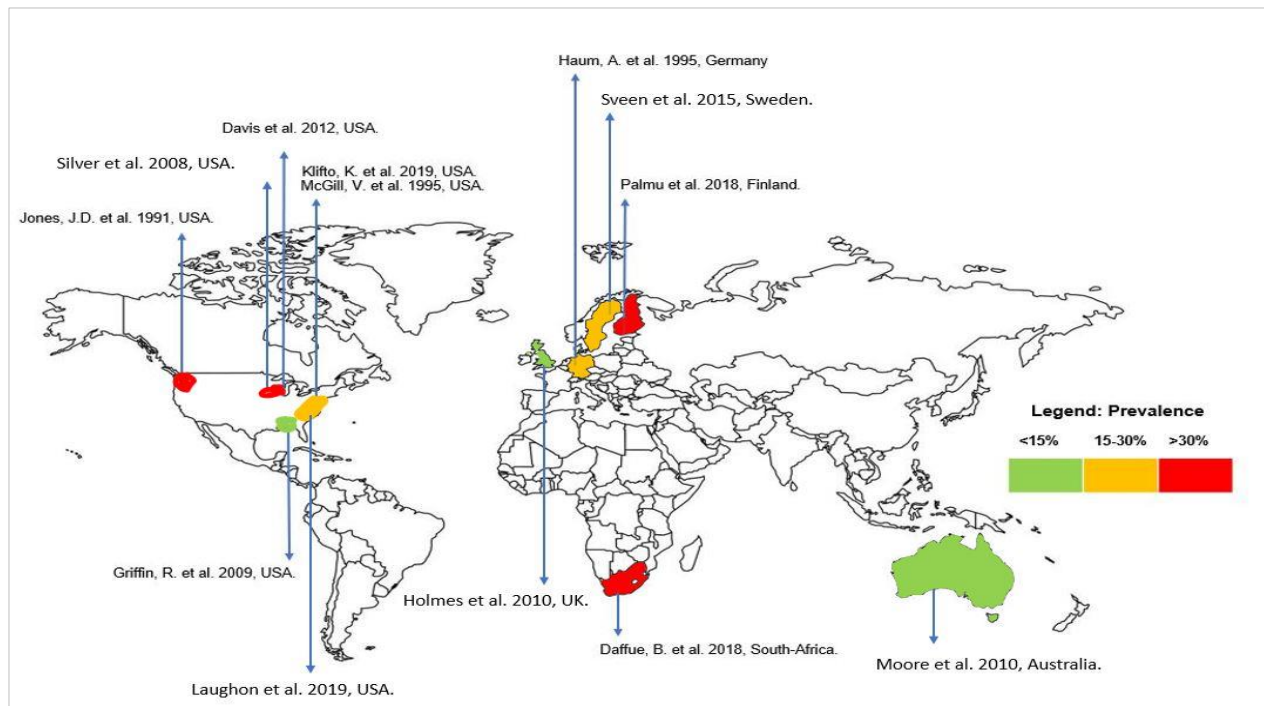 Haum, A. et al. 1995, Germany
Sveen et al. 2015, Sweden.
Davis et al. 2012, USA.
Silver et al. 2008, USA.
Klifto, K. et al 2019, USA.
McGill, V. et al. 1995, USA.
Palmu et al. 2018, Finland.
Jones, J.D. et al. 1991, USA.
Legend: Prevalence
<15% 15-30% >30%
Griffin, R. et al. 2009, USA.
Holmes et al. 2010, UK.
Daffue, B. et al. 2018, South-Africa.
Moore et al. 2010, Australia.
Laughon et al. 2019, USA.